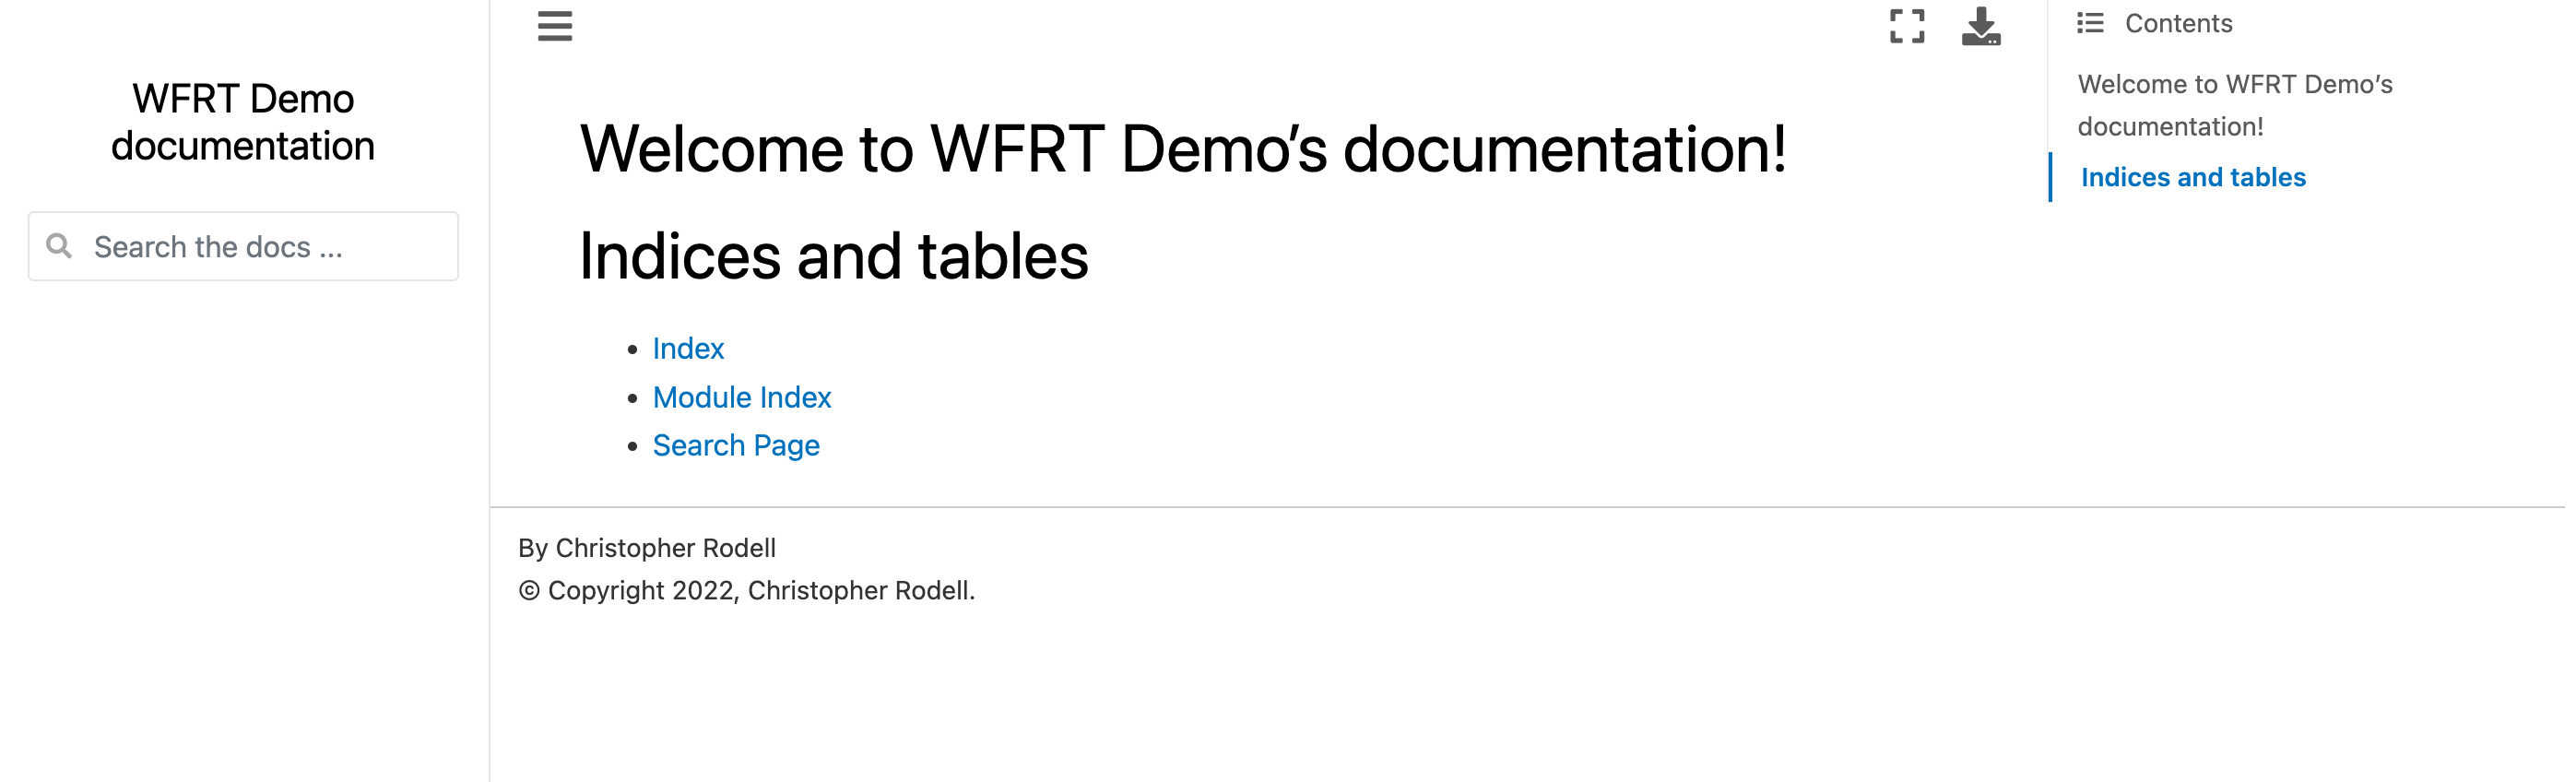 WFRT Demo
documentation
Search the docs ...
Welcome to WFRT Demo’s documentation!
Indices and tables
Index
Module Index
Search Page
By Christopher Rodell
© Copyright 2022, Christopher Rodell.
Contents
Welcome to WFRT Demo’s
documentation!
Indices and tables